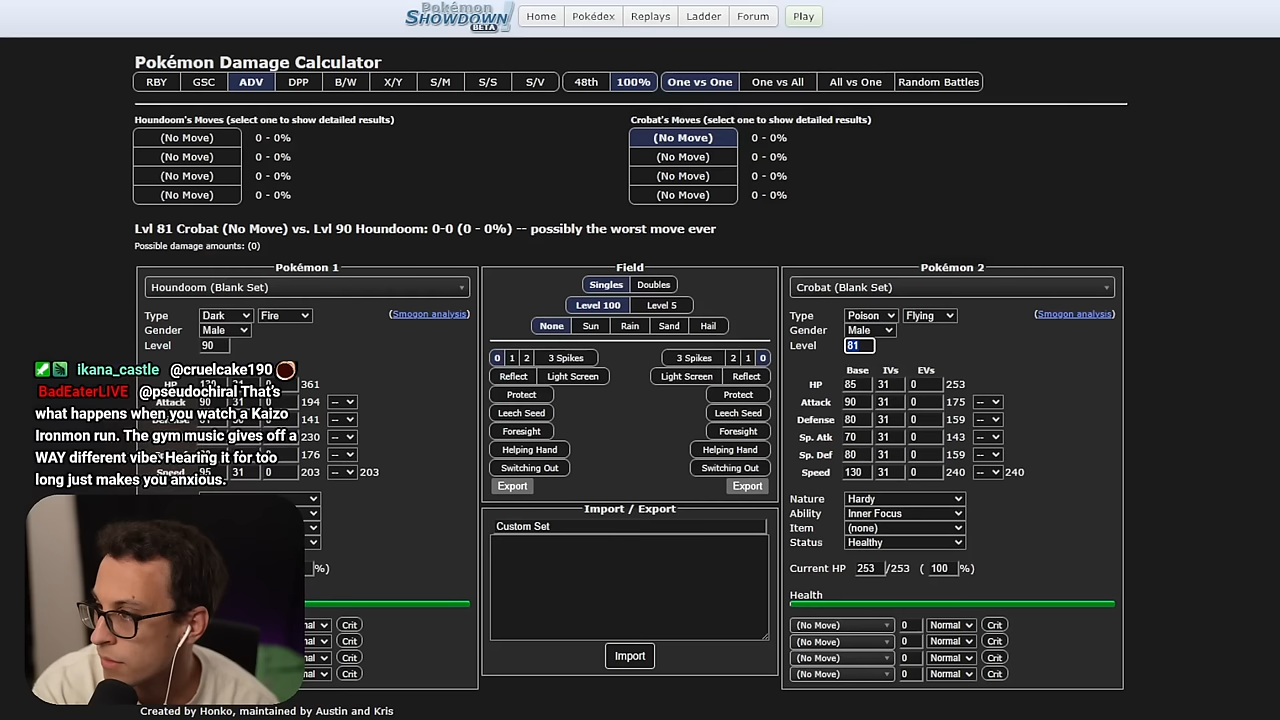 Pokémon
SHOWDOWN!
BETA
Home Pokédex Replays Ladder Forum Play
Pokémon Damage Calculator
RBY GSC ADV DPP B/W X/Y S/M S/S S/V 48th 100% One vs One One vs All All vs One Random Battles
Houndoom's Moves (select one to show detailed results)
(No Move) 0 - 0%
(No Move) 0 - 0%
(No Move) 0 - 0%
(No Move) 0 - 0%
Crobat's Moves (select one to show detailed results)
(No Move) 0 - 0%
(No Move) 0 - 0%
(No Move) 0 - 0%
(No Move) 0 - 0%
Lvl 81 Crobat (No Move) vs. Lvl 90 Houndoom: 0-0 (0 - 0%) -- possibly the worst move ever
Possible damage amounts: (0)
Pokémon 1
Houndoom (Blank Set)
Type Dark Fire (Smogon analysis)
Gender Male
Level 90
361
194 --
141 --
230 --
176 --
31 0 203 -- 203
%)
Crit
Crit
Crit
Crit
ikana_castle @cruelcake190
BadEaterLIVE @pseudochiral That's
what happens when you watch a Kaizo
Ironmon run. The gym music gives off a
WAY different vibe. Hearing it for too
long just makes you anxious.
Field
Singles Doubles
Level 100 Level 5
None Sun Rain Sand Hail
0 1 2 3 Spikes 3 Spikes 2 1 0
Reflect Light Screen Light Screen Reflect
Protect Protect
Leech Seed Leech Seed
Foresight Foresight
Helping Hand Helping Hand
Switching Out Switching Out
Export Export
Import / Export
Custom Set
Import
Pokémon 2
Crobat (Blank Set)
Type Poison Flying (Smogon analysis)
Gender Male
Level 81
Base IVs EVs
HP 85 31 0 253
Attack 90 31 0 175 --
Defense 80 31 0 159 --
Sp. Atk 70 31 0 143 --
Sp. Def 80 31 0 159 --
Speed 130 31 0 240 -- 240
Nature Hardy
Ability Inner Focus
Item (none)
Status Healthy
Current HP 253 /253 ( 100 %)
Health
(No Move) 0 Normal Crit
(No Move) 0 Normal Crit
(No Move) 0 Normal Crit
(No Move) 0 Normal Crit
Created by Honko, maintained by Austin and Kris